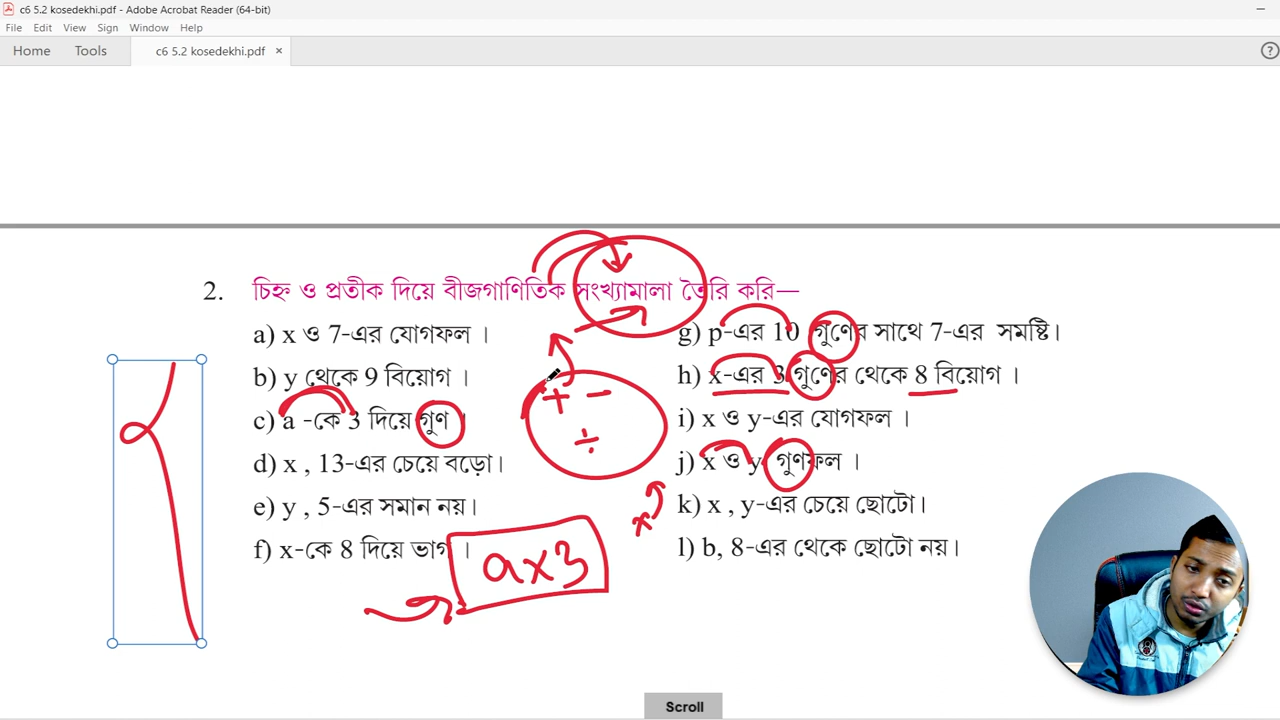 c6 5.2 kosedekhi.pdf - Adobe Acrobat Reader (64-bit)
File Edit View Sign Window Help
Home Tools c6 5.2 kosedekhi.pdf × ?
2. চিহ্ন ও প্রতীক দিয়ে বীজগাণিতিক সংখ্যামালা তৈরি করি—
a) x ও 7-এর যোগফল ।
b) y থেকে 9 বিয়োগ ।
c) a -কে 3 দিয়ে গুণ ।
d) x , 13-এর চেয়ে বড়ো।
e) y , 5-এর সমান নয়।
f) x-কে 8 দিয়ে ভাগ ।
+ −
÷
a×3
x
g) p-এর 10 গুণের সাথে 7-এর সমষ্টি।
h) x-এর 3 গুণের থেকে 8 বিয়োগ ।
i) x ও y-এর যোগফল ।
j) x ও y গুণফল ।
k) x , y-এর চেয়ে ছোটো।
l) b, 8-এর থেকে ছোটো নয়।
Scroll